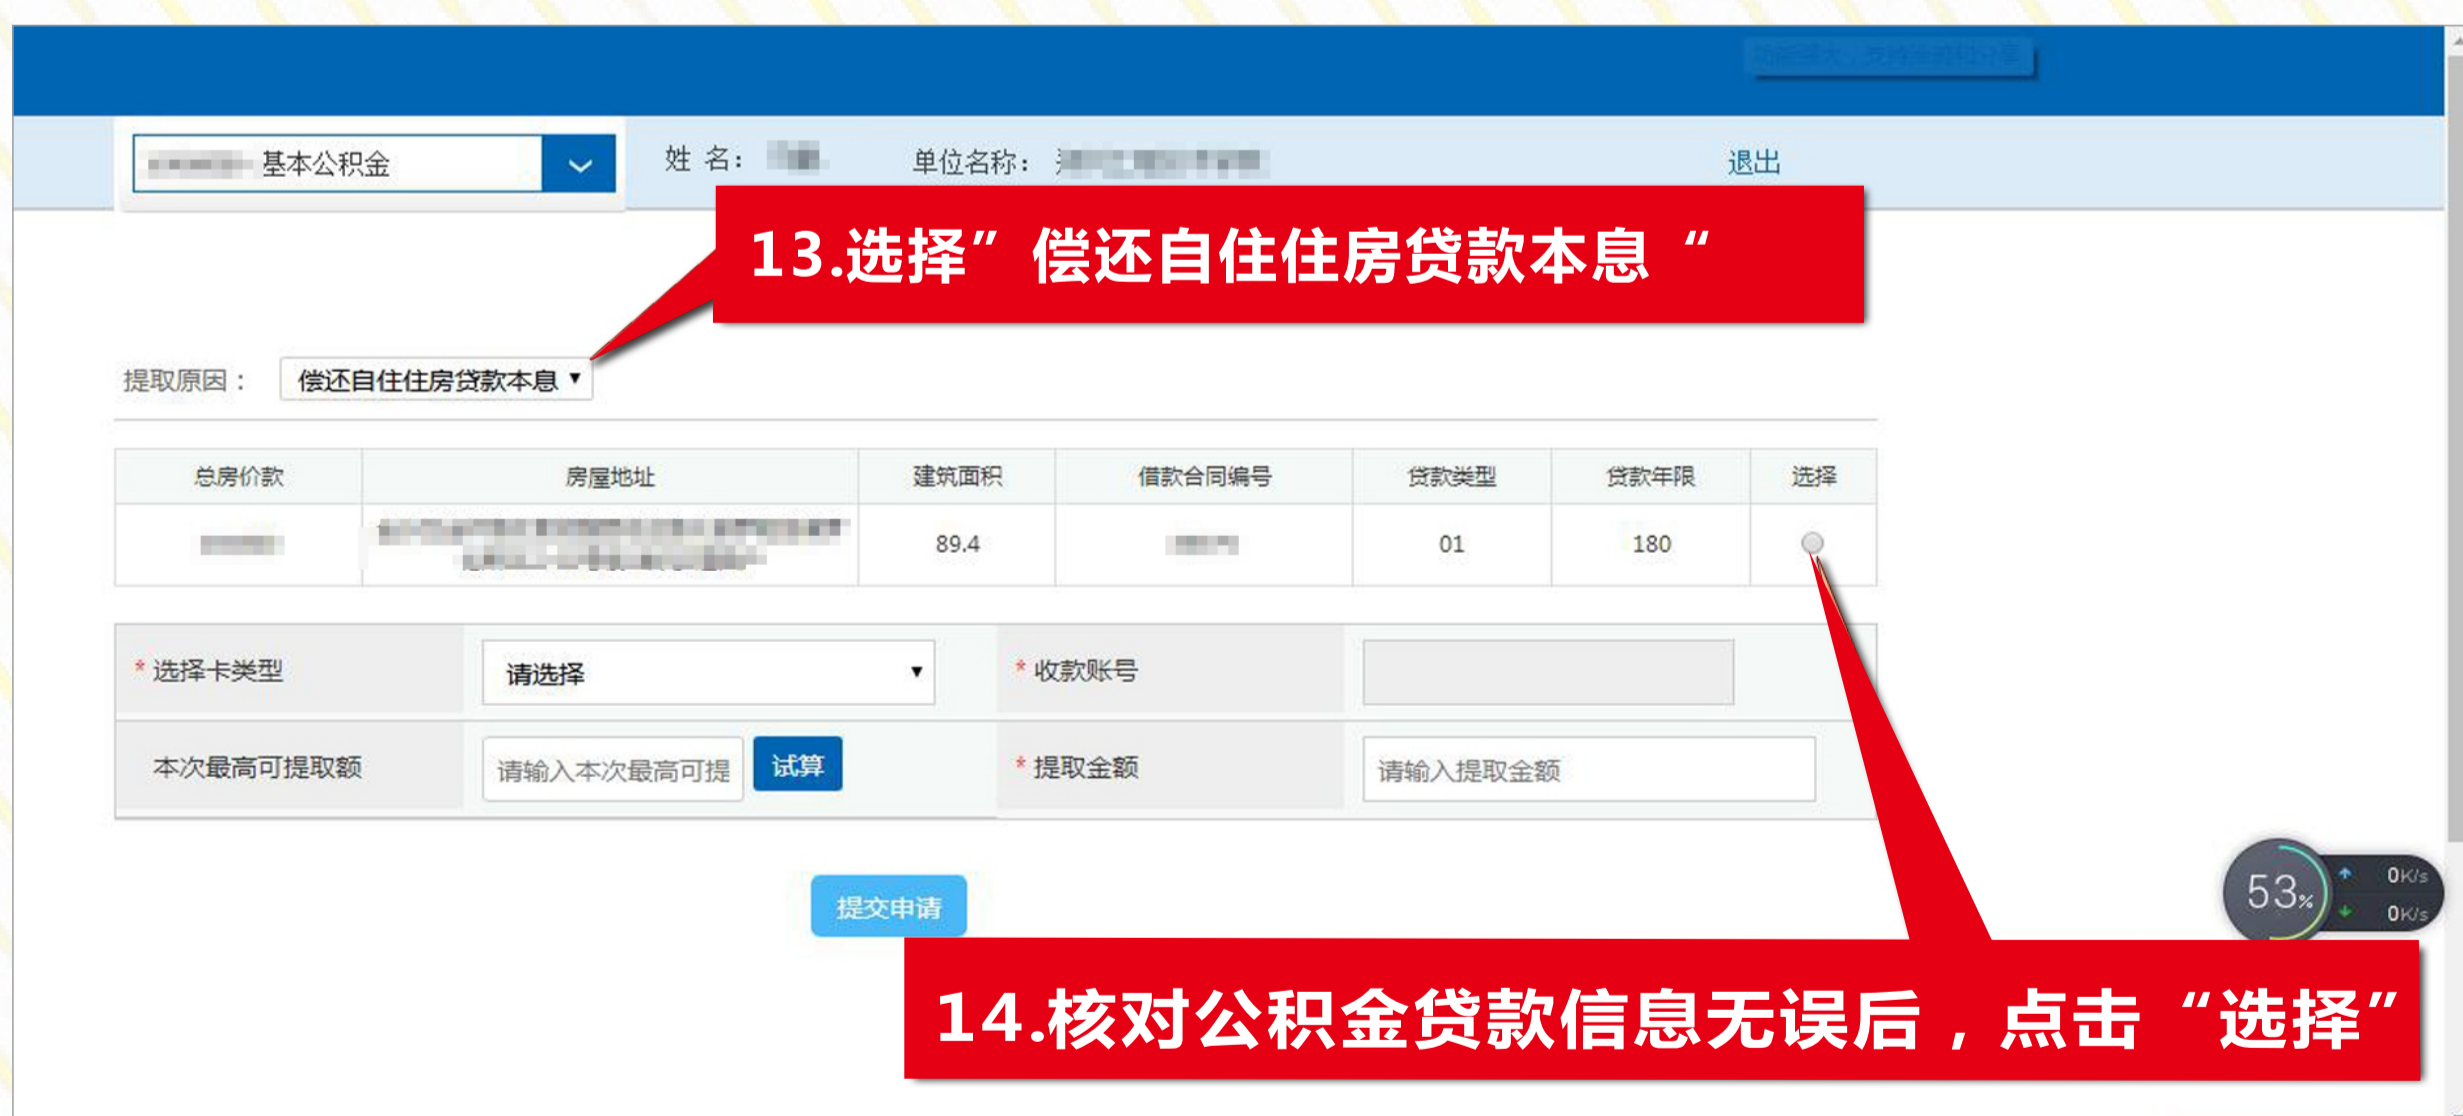 基本公积金
姓 名：
单位名称：
退出
13.选择”偿还自住住房贷款本息“
提取原因： 偿还自住住房贷款本息
总房价款 房屋地址 建筑面积 借款合同编号 贷款类型 贷款年限 选择
89.4 01 180
* 选择卡类型 请选择 * 收款账号
本次最高可提取额 请输入本次最高可提 试算 * 提取金额 请输入提取金额
提交申请
53% 0K/s
0K/s
14.核对公积金贷款信息无误后，点击“选择”